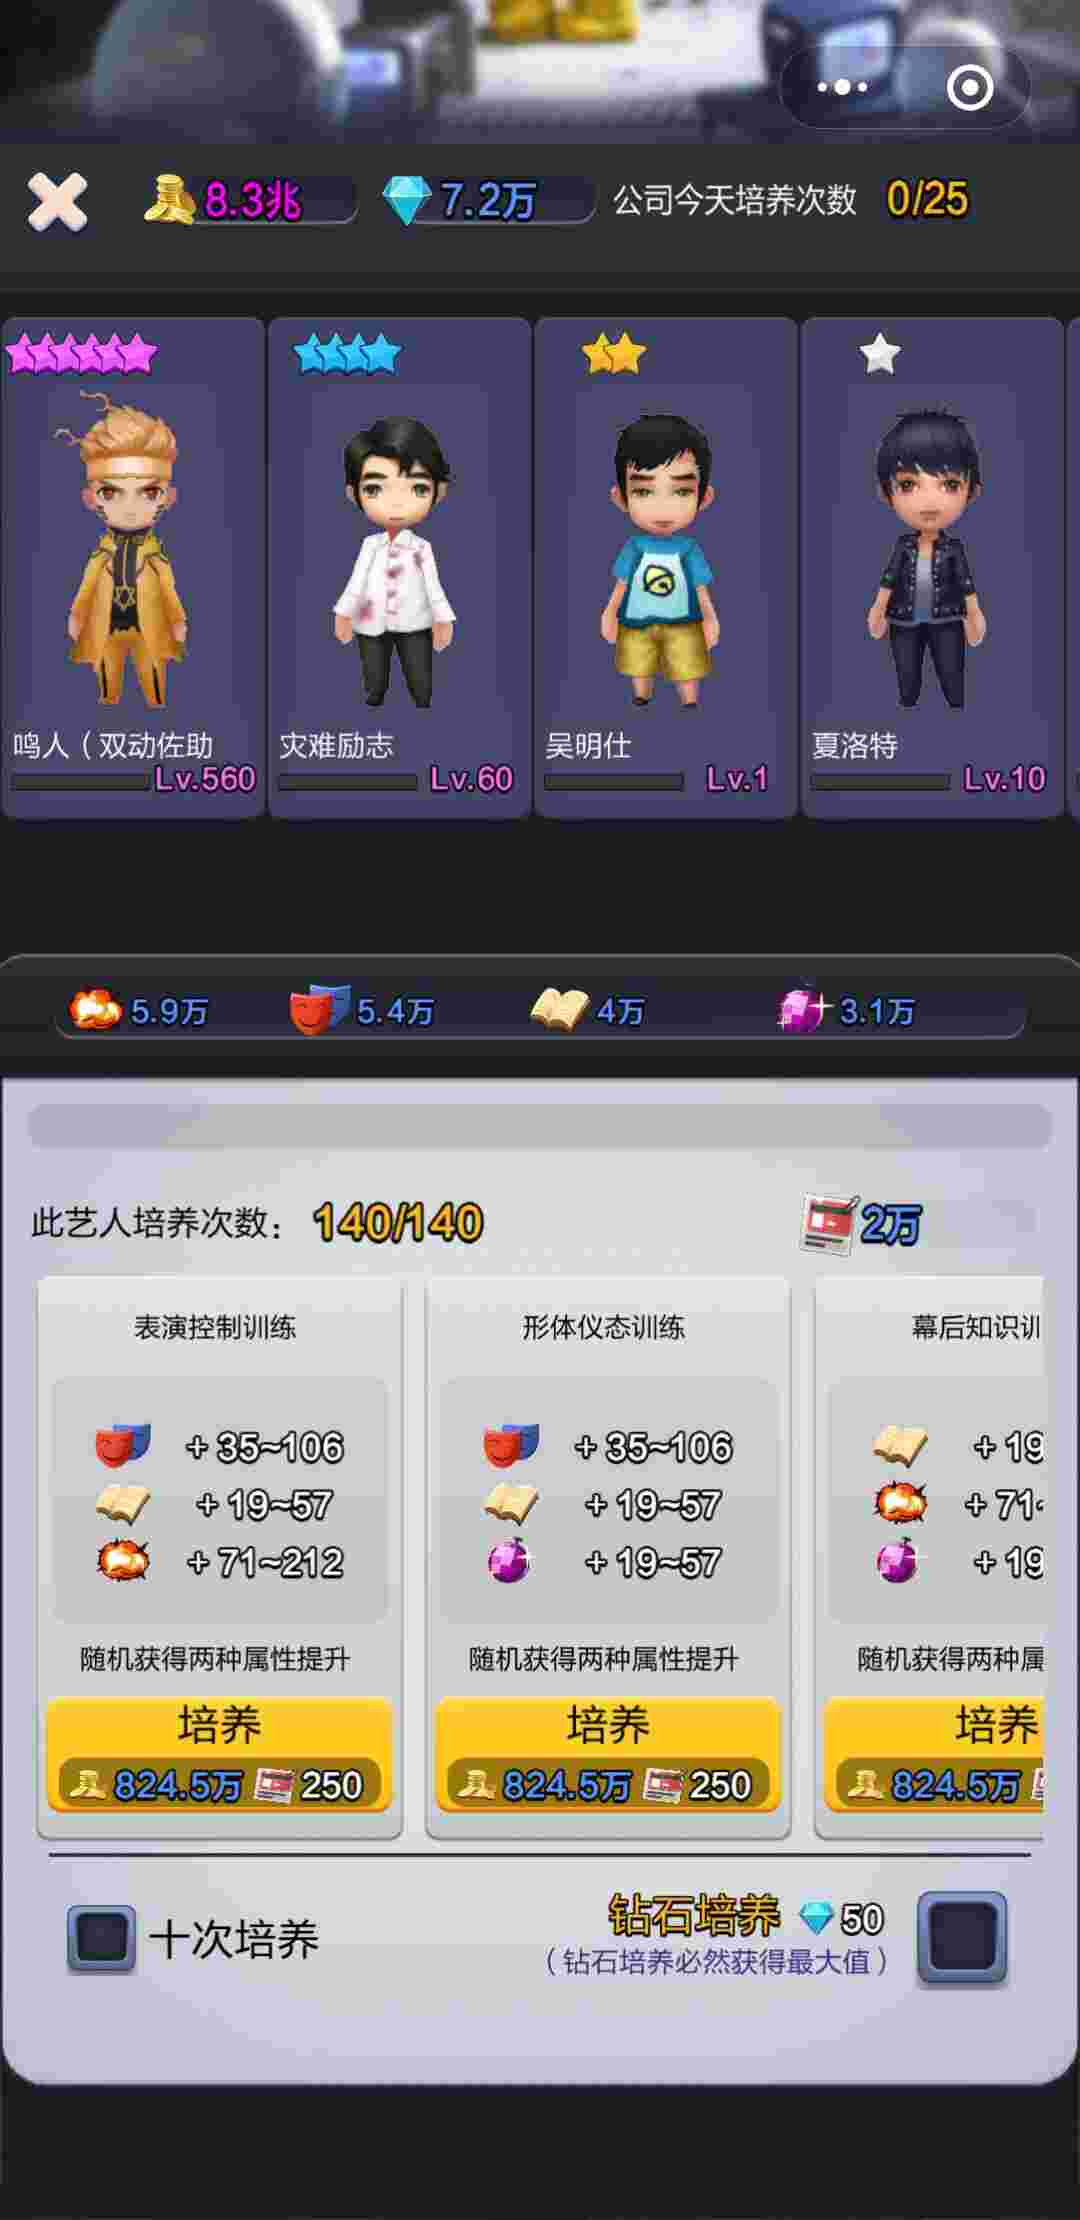 8.3兆 7.2万 公司今天培养次数 0/25
鸣人（双动佐助 灾难励志 吴明仕 夏洛特
Lv.560 Lv.60 Lv.1 Lv.10
5.9万 5.4万 4万 3.1万
此艺人培养次数： 140/140 2万
表演控制训练 形体仪态训练 幕后知识训
+35~106 +35~106 +19
+19~57 +19~57 +71~
+71~212 +19~57 +19
随机获得两种属性提升 随机获得两种属性提升 随机获得两种属
培养 培养 培养
824.5万 250 824.5万 250 824.5万
十次培养 钻石培养 50
（钻石培养必然获得最大值）